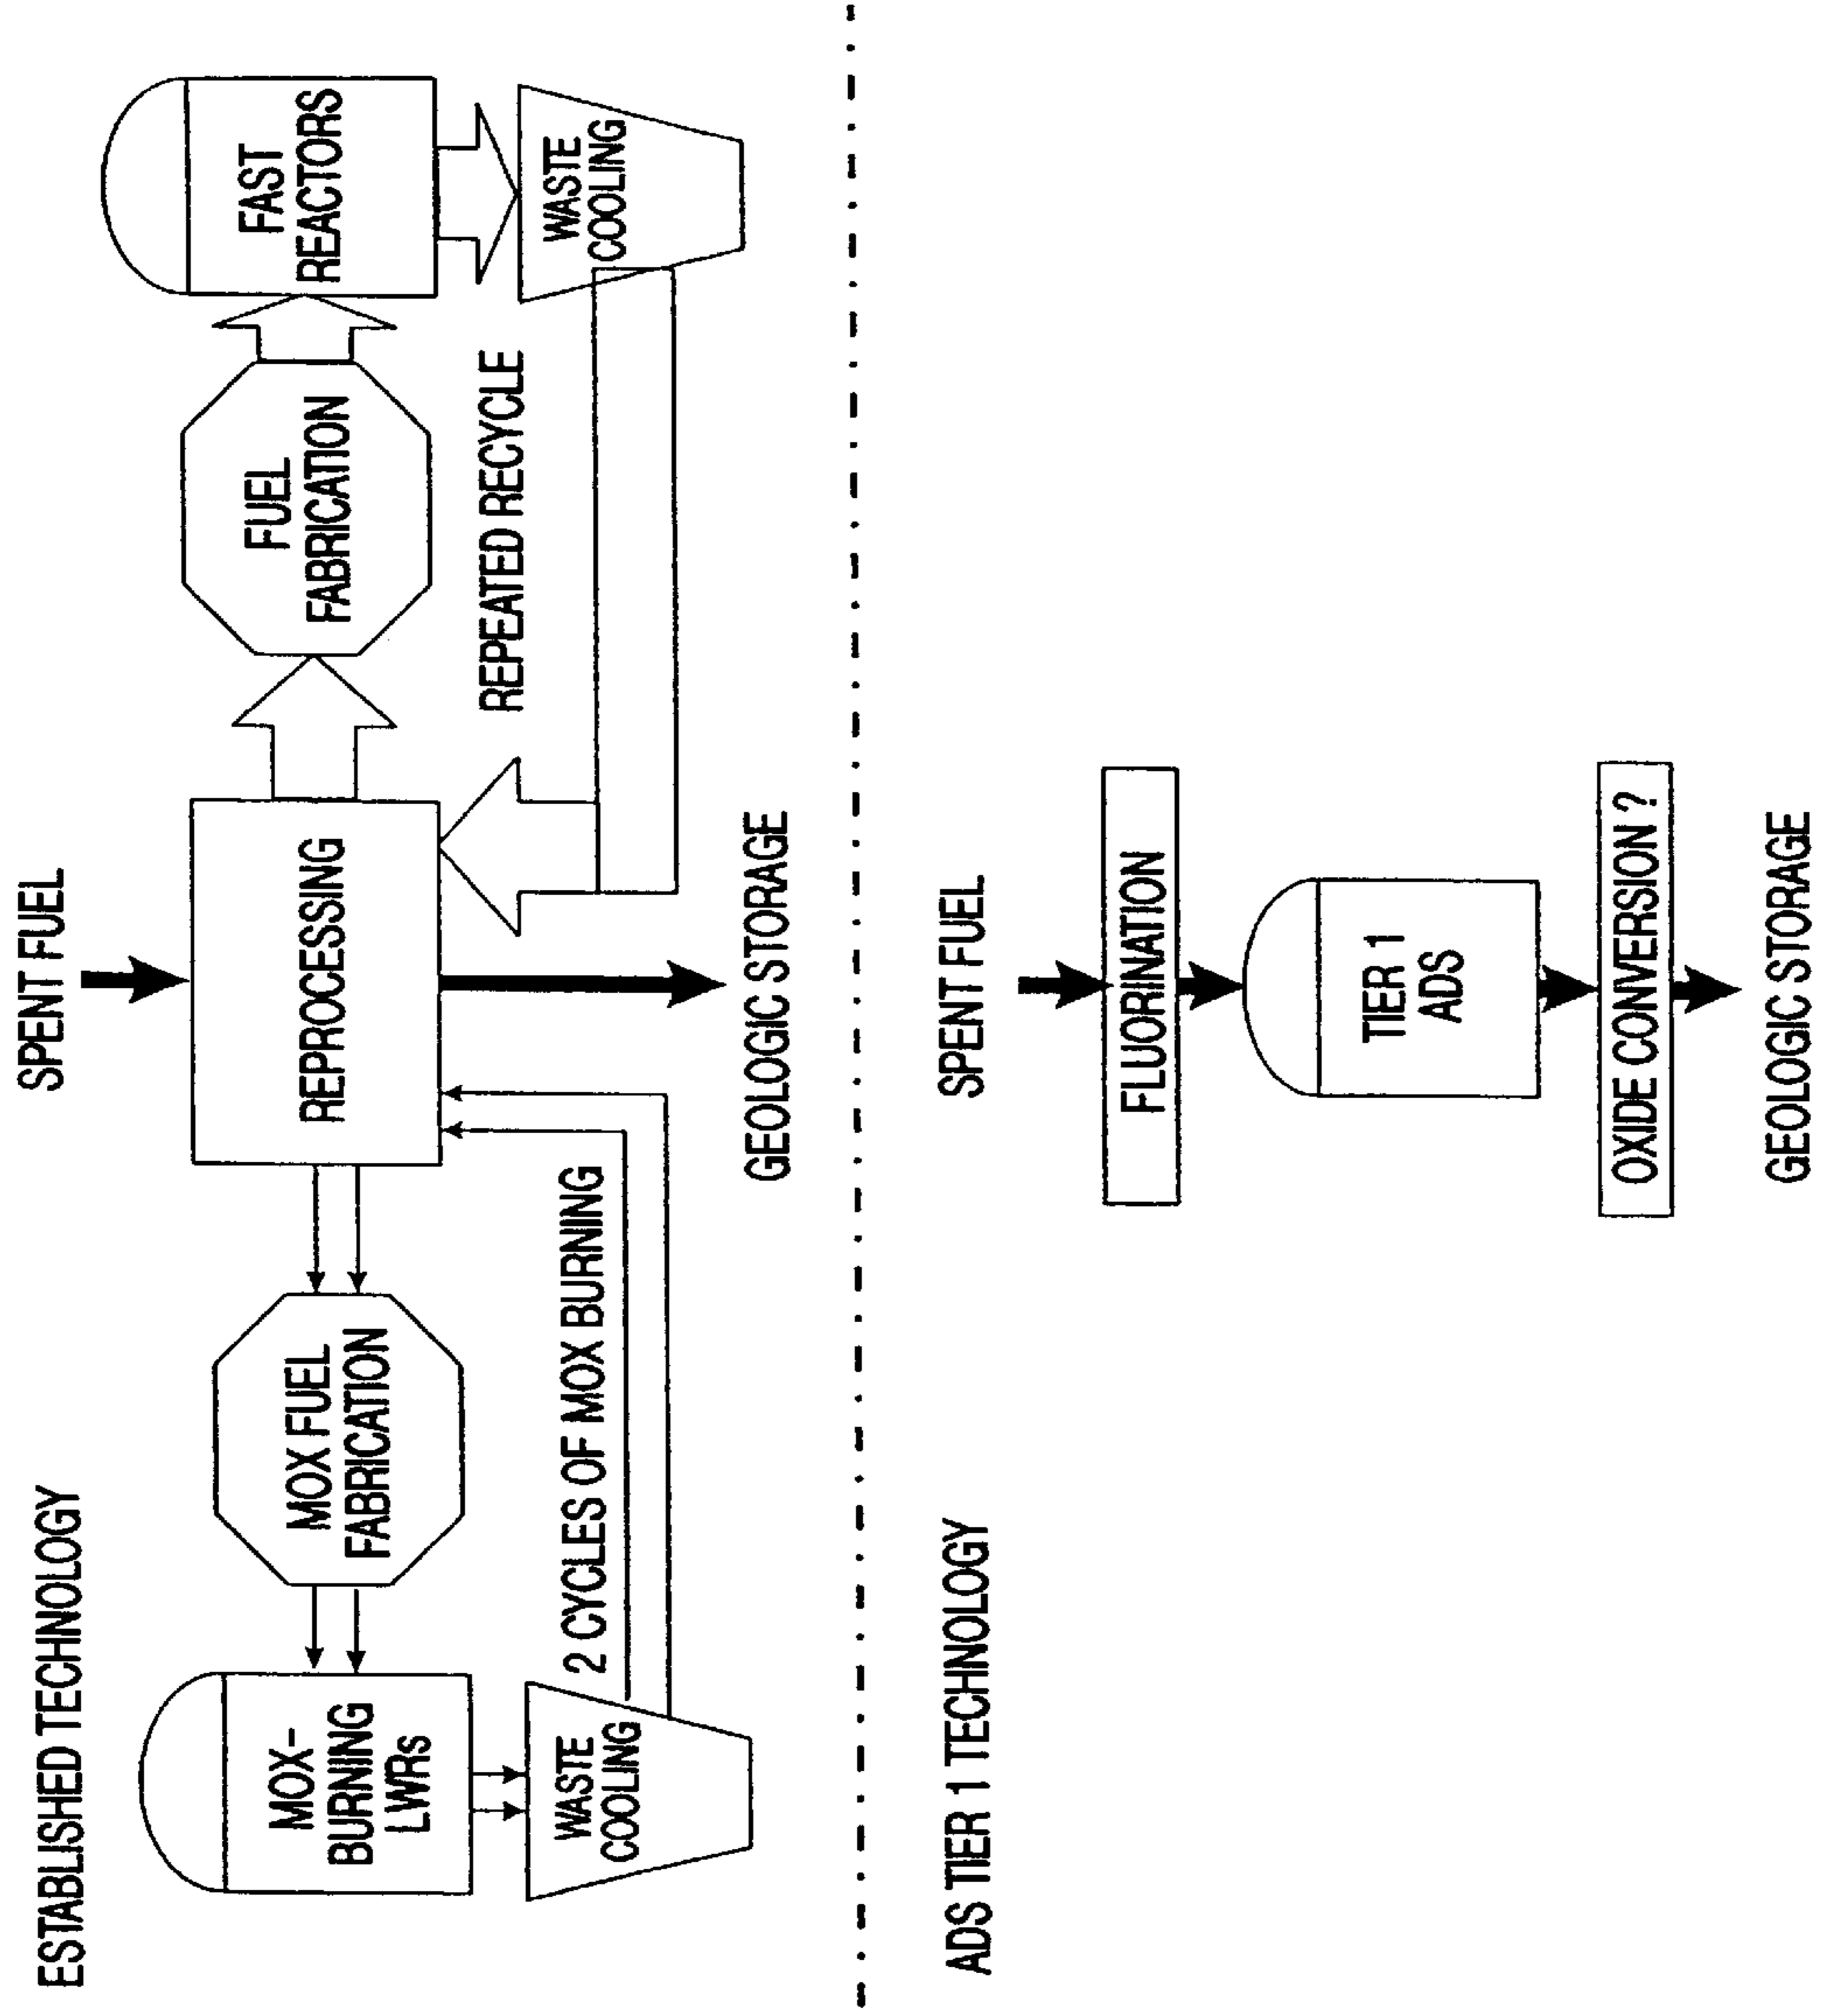 ESTABLISHED TECHNOLOGY
SPENT FUEL
MOX-
BURNING
LWRs
MOX FUEL
FABRICATION
REPROCESSING
FUEL
FABRICATION
FAST
REACTORS
WASTE
COOLING
2 CYCLES OF MOX BURNING
REPEATED RECYCLE
WASTE
COOLING
GEOLOGIC STORAGE
ADS TIER 1 TECHNOLOGY
SPENT FUEL
FLUORINATION
TIER 1
ADS
OXIDE CONVERSION ?
GEOLOGIC STORAGE